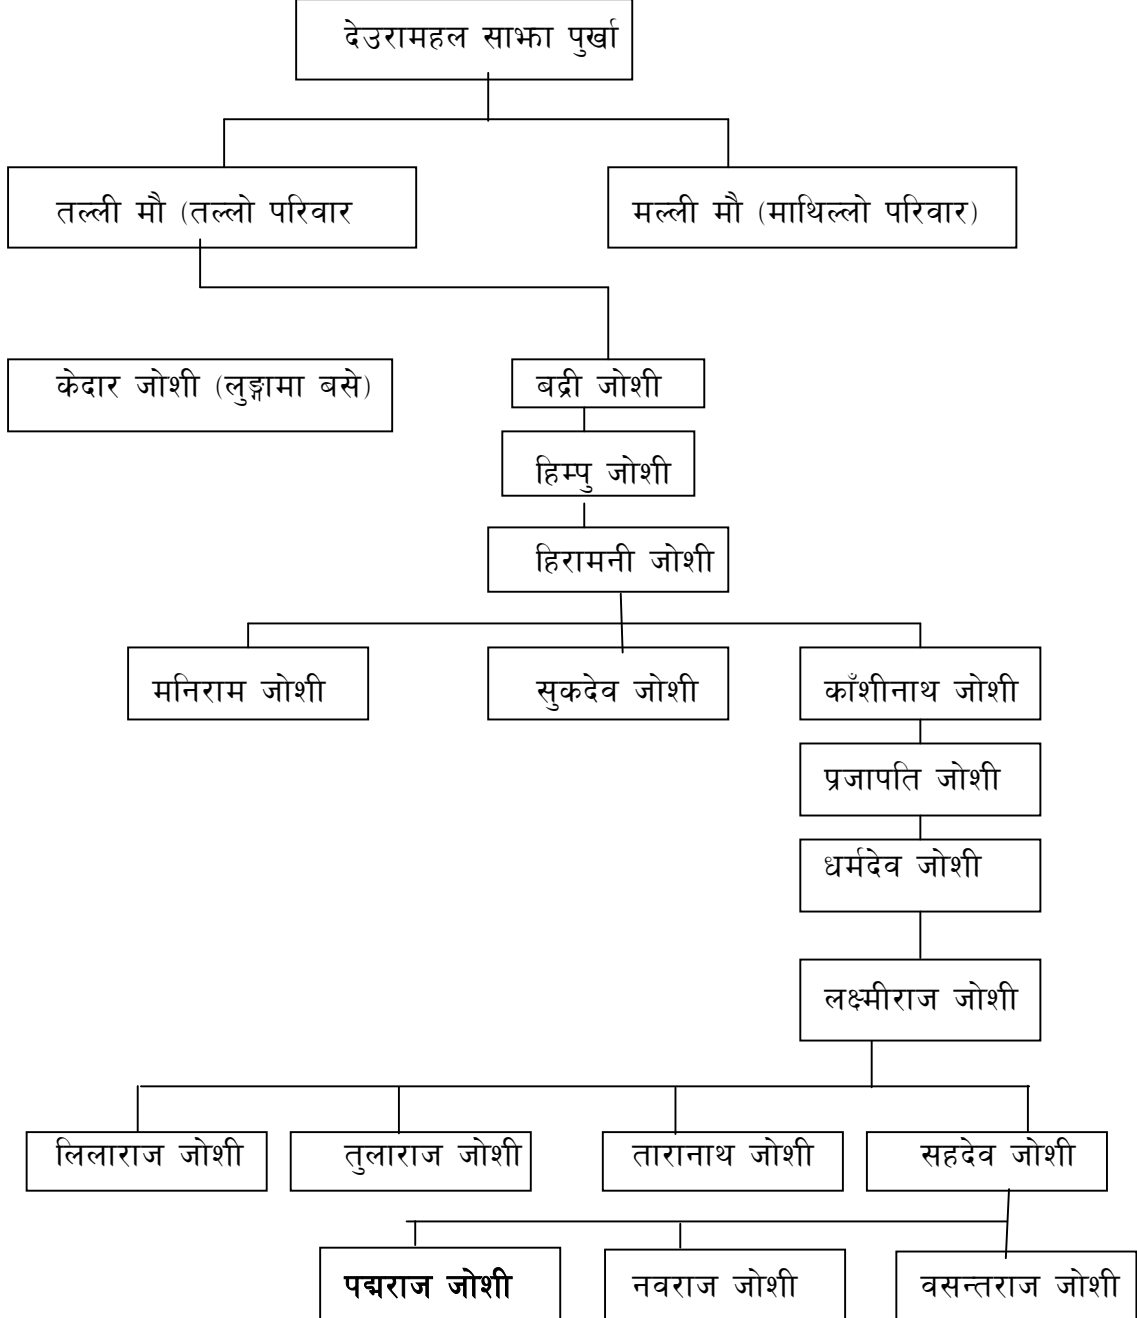 देउरामहल साझा पुर्खा
तल्ली मौ (तल्लो परिवार
मल्ली मौ (माथिल्लो परिवार)
केदार जोशी (लुङ्गामा बसे)
बद्री जोशी
हिम्पु जोशी
हिरामनी जोशी
मनिराम जोशी
सुकदेव जोशी
काँशीनाथ जोशी
प्रजापति जोशी
धर्मदेव जोशी
लक्ष्मीराज जोशी
लिलाराज जोशी
तुलाराज जोशी
तारानाथ जोशी
सहदेव जोशी
पद्मराज जोशी
नवराज जोशी
वसन्तराज जोशी